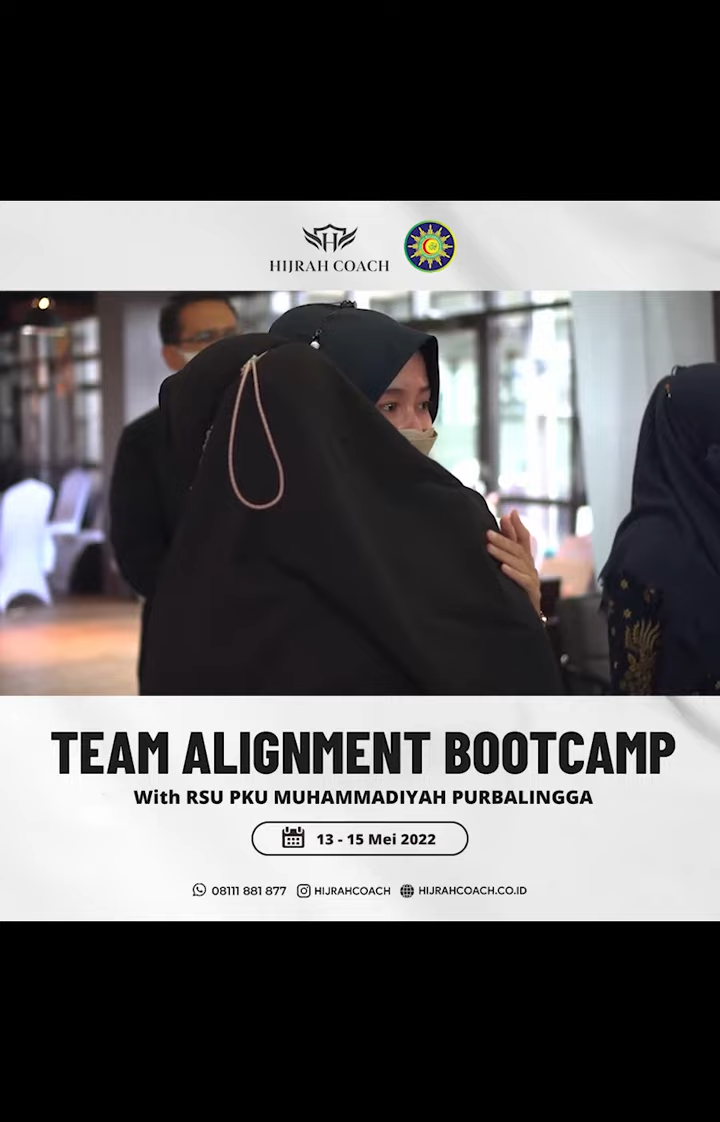 HIJRAH COACH
TEAM ALIGNMENT BOOTCAMP
With RSU PKU MUHAMMADIYAH PURBALINGGA
13 - 15 Mei 2022
08111 881 877 HIJRAHCOACH HIJRAHCOACH.CO.ID